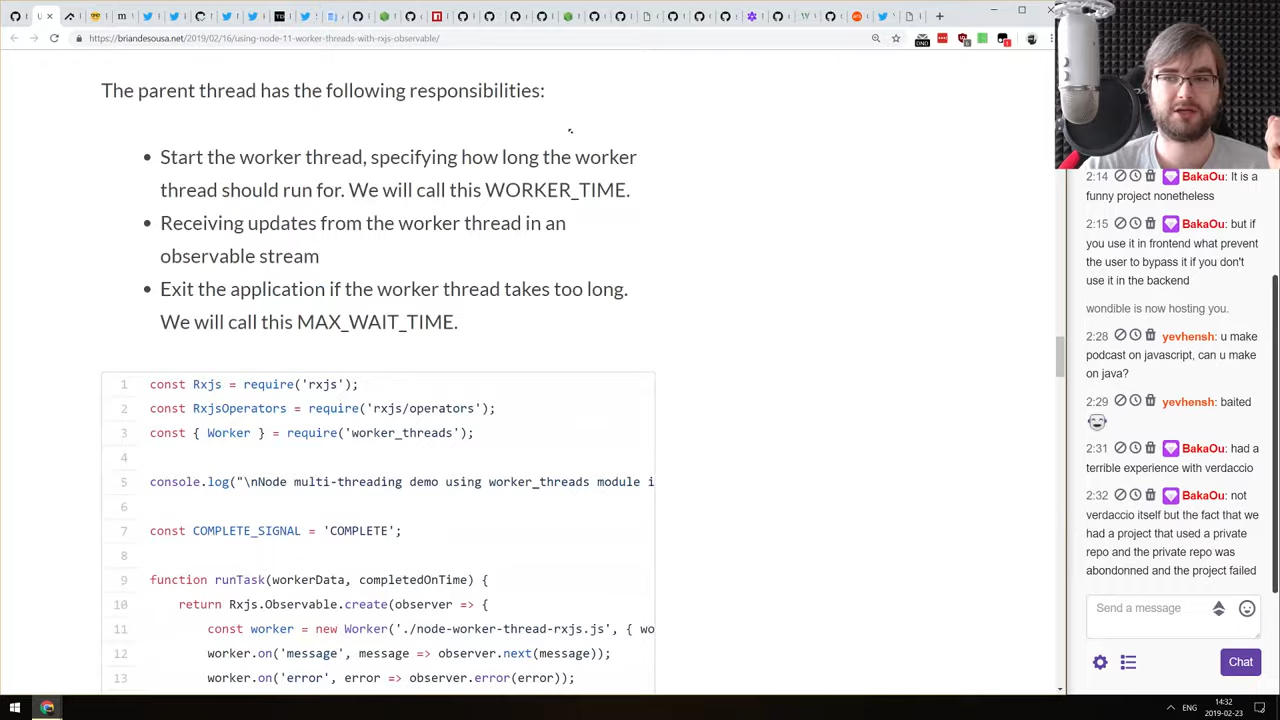 https://briandesousa.net/2019/02/16/using-node-11-worker-threads-with-rxjs-observable/
The parent thread has the following responsibilities:
• Start the worker thread, specifying how long the worker
thread should run for. We will call this WORKER_TIME.
• Receiving updates from the worker thread in an
observable stream
• Exit the application if the worker thread takes too long.
We will call this MAX_WAIT_TIME.
1 const Rxjs = require('rxjs');
2 const RxjsOperators = require('rxjs/operators');
3 const { Worker } = require('worker_threads');
4
5 console.log("\nNode multi-threading demo using worker_threads module i
6
7 const COMPLETE_SIGNAL = 'COMPLETE';
8
9 function runTask(workerData, completedOnTime) {
10 return Rxjs.Observable.create(observer => {
11 const worker = new Worker('./node-worker-thread-rxjs.js', { wo
12 worker.on('message', message => observer.next(message));
13 worker.on('error', error => observer.error(error));
2:14 BakaOu: It is a
funny project nonetheless
2:15 BakaOu: but if
you use it in frontend what prevent
the user to bypass it if you don't
use it in the backend
wondible is now hosting you.
2:28 yevhensh: u make
podcast on javascript, can u make
on java?
2:29 yevhensh: baited
2:31 BakaOu: had a
terrible experience with verdaccio
2:32 BakaOu: not
verdaccio itself but the fact that we
had a project that used a private
repo and the private repo was
abondonned and the project failed
Send a message
Chat
ENG
14:32
2019-02-23